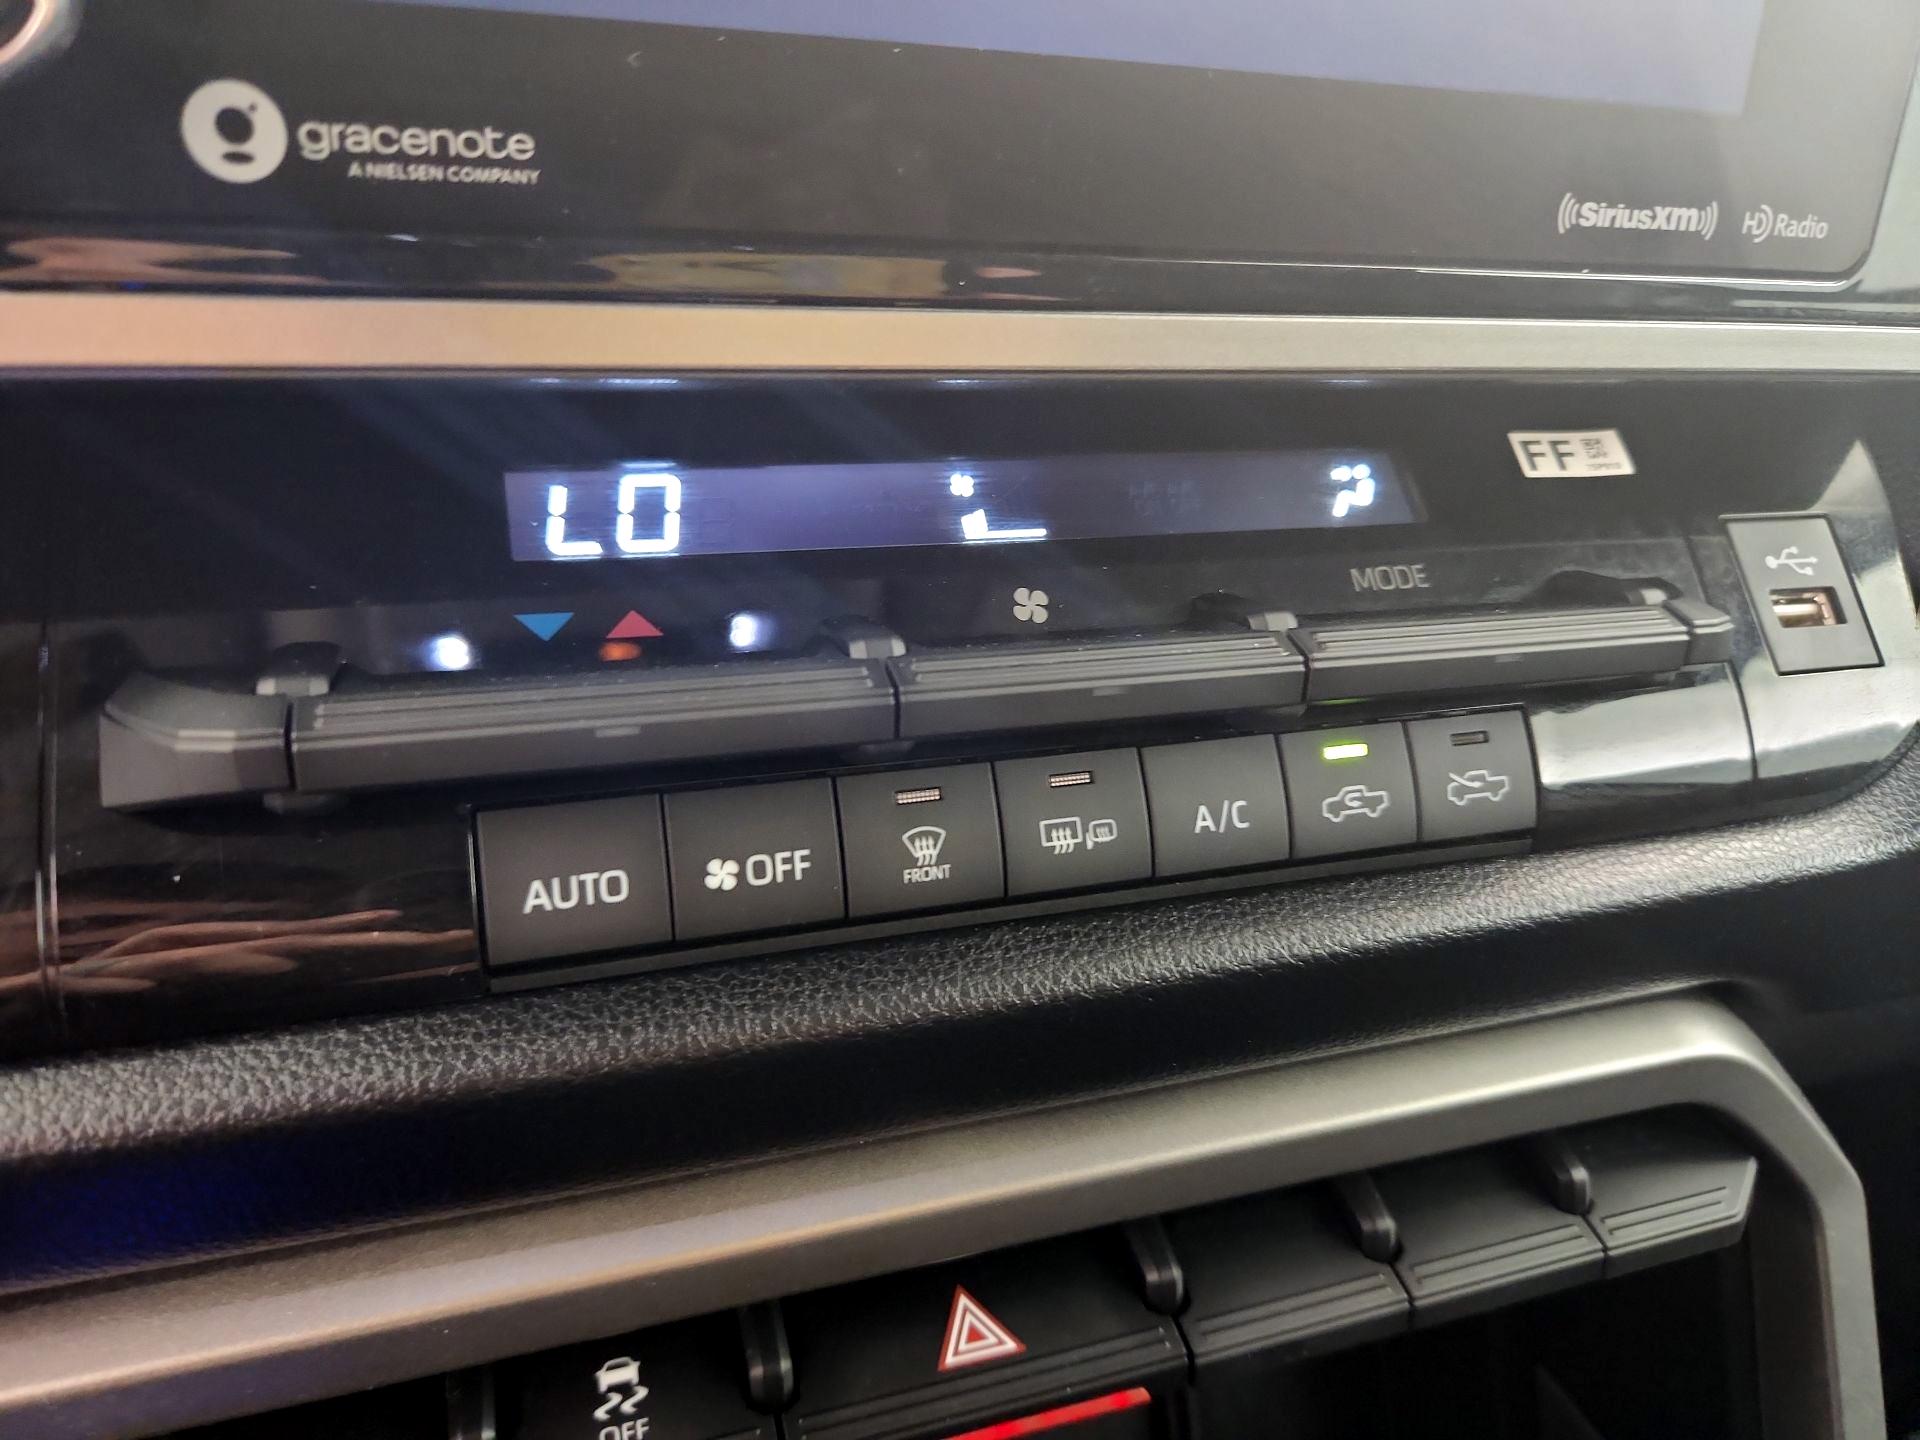 gracenote
A NIELSEN COMPANY
SiriusXM
HD Radio
LO
FF
MODE
AUTO
OFF
FRONT
A/C
OFF